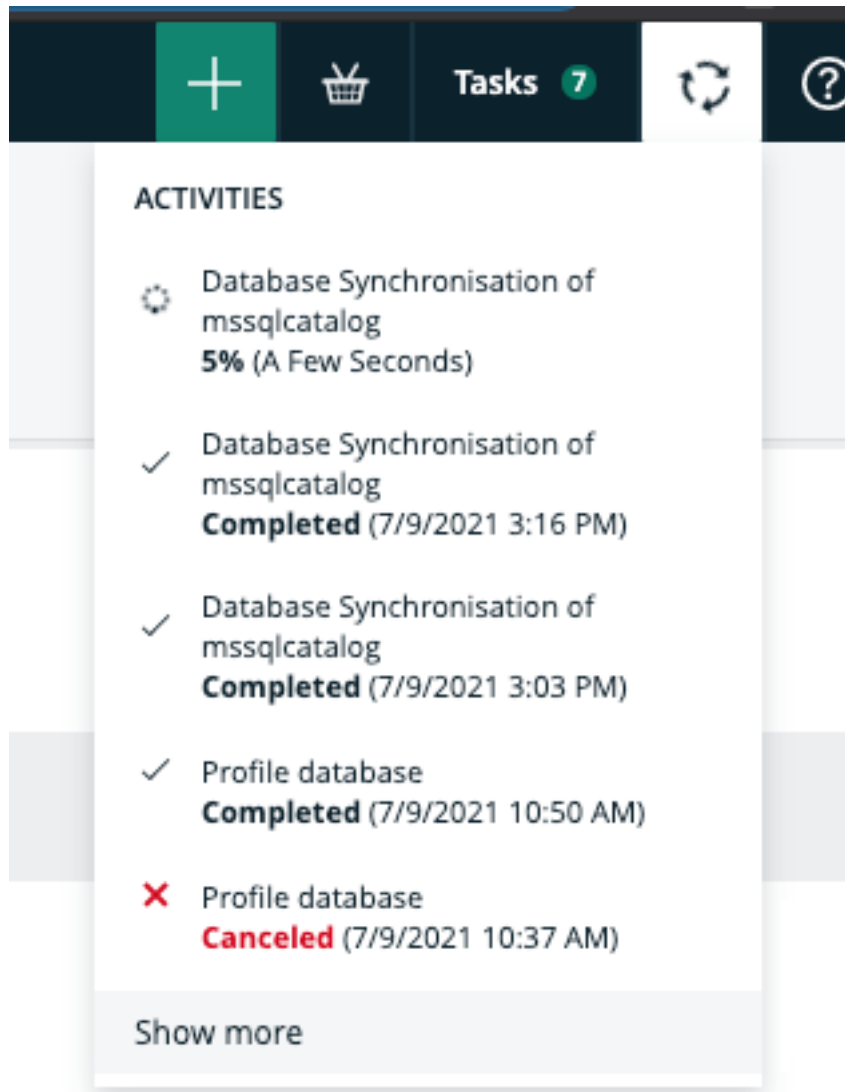 Tasks 7
ACTIVITIES
Database Synchronisation of
mssqlcatalog
5% (A Few Seconds)
Database Synchronisation of
mssqlcatalog
Completed (7/9/2021 3:16 PM)
Database Synchronisation of
mssqlcatalog
Completed (7/9/2021 3:03 PM)
Profile database
Completed (7/9/2021 10:50 AM)
Profile database
Canceled (7/9/2021 10:37 AM)
Show more